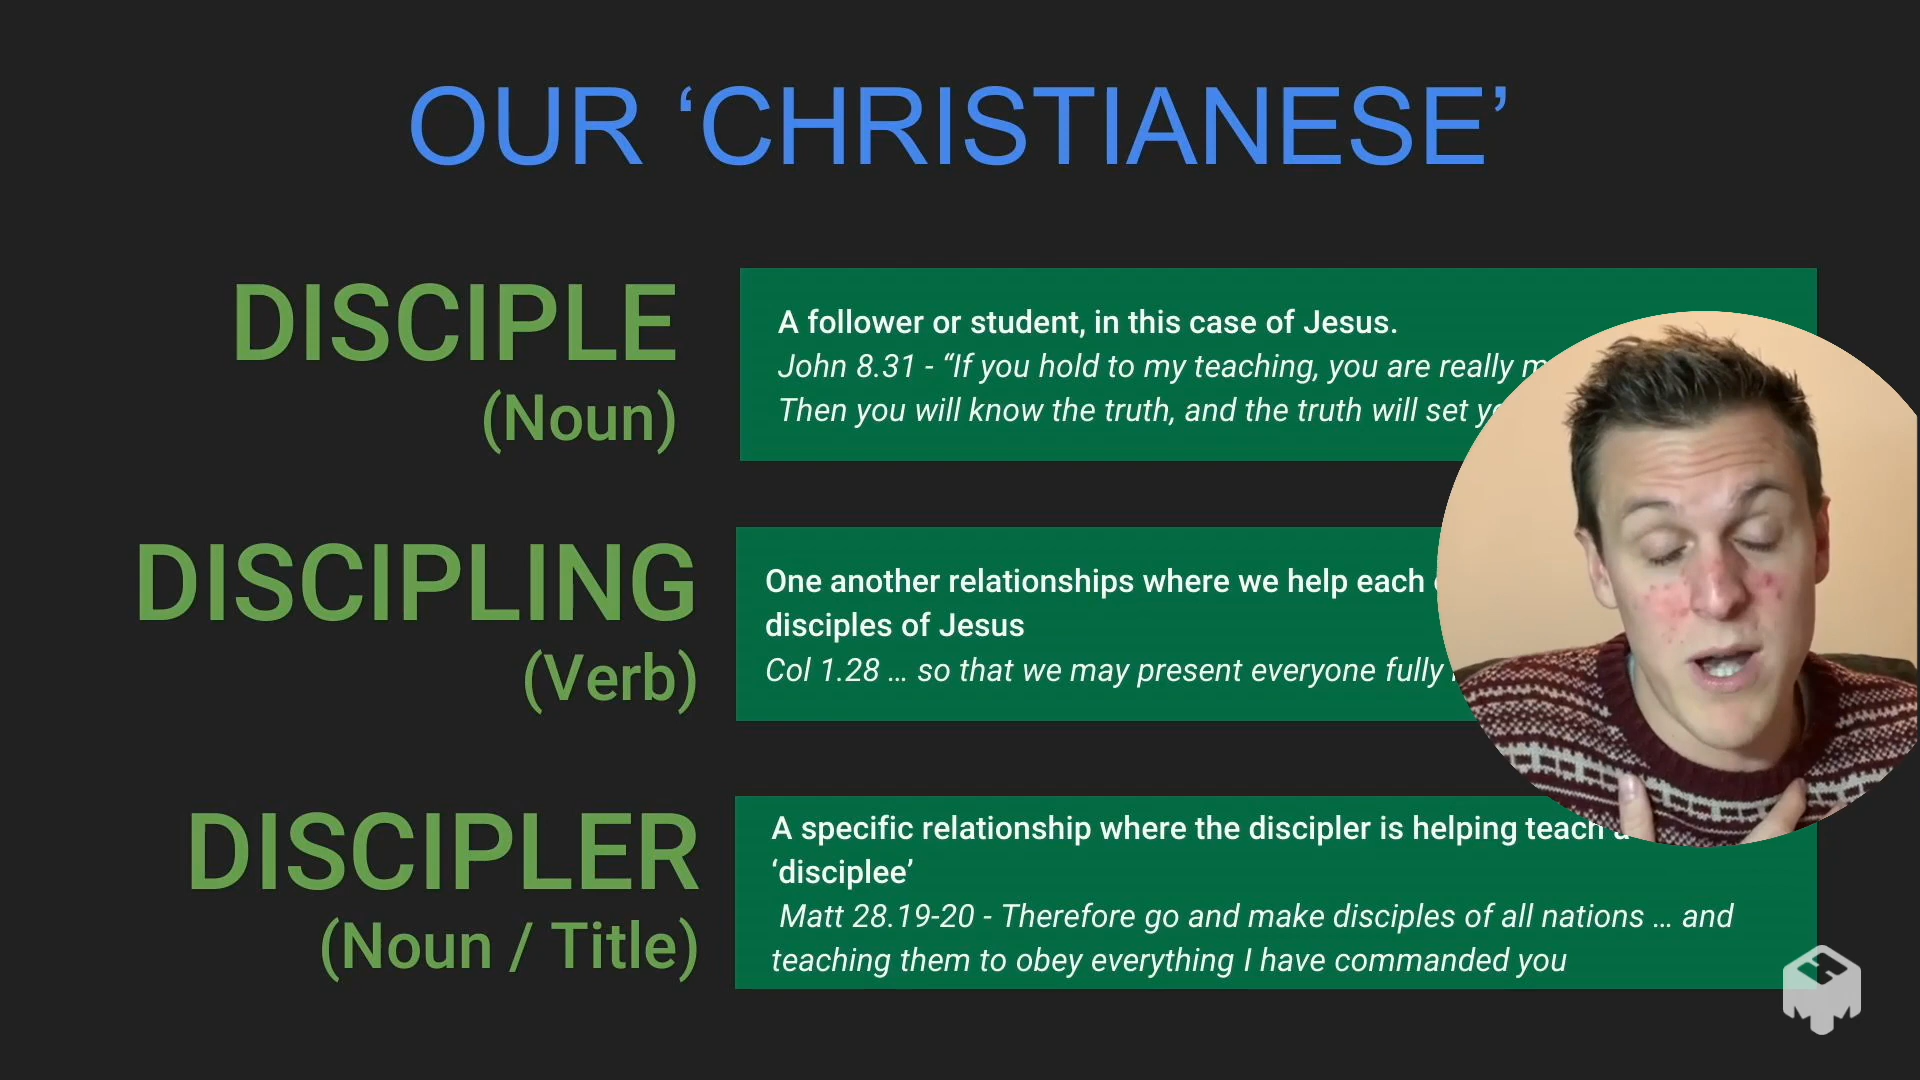 OUR ‘CHRISTIANESE’
DISCIPLE
(Noun)
A follower or student, in this case of Jesus.
John 8.31 - “If you hold to my teaching, you are really
Then you will know the truth, and the truth will set
DISCIPLING
(Verb)
One another relationships where we help each
disciples of Jesus
Col 1.28 … so that we may present everyone fully
DISCIPLER
(Noun / Title)
A specific relationship where the discipler is helping teach
‘disciplee’
Matt 28.19-20 - Therefore go and make disciples of all nations … and
teaching them to obey everything I have commanded you